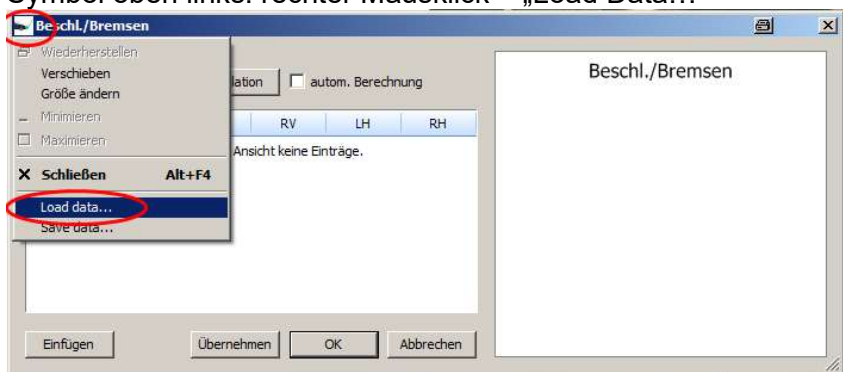 Symbol oben links: rechter Mausklick – „Load Data…
Beschl./Bremsen
Wiederherstellen
Verschieben
Größe ändern
Minimieren
Maximieren
Schließen Alt+F4
Load data...
Save data...
lation autom. Berechnung
RV LH RH
Ansicht keine Einträge.
Einfügen Übernehmen OK Abbrechen
Beschl./Bremsen